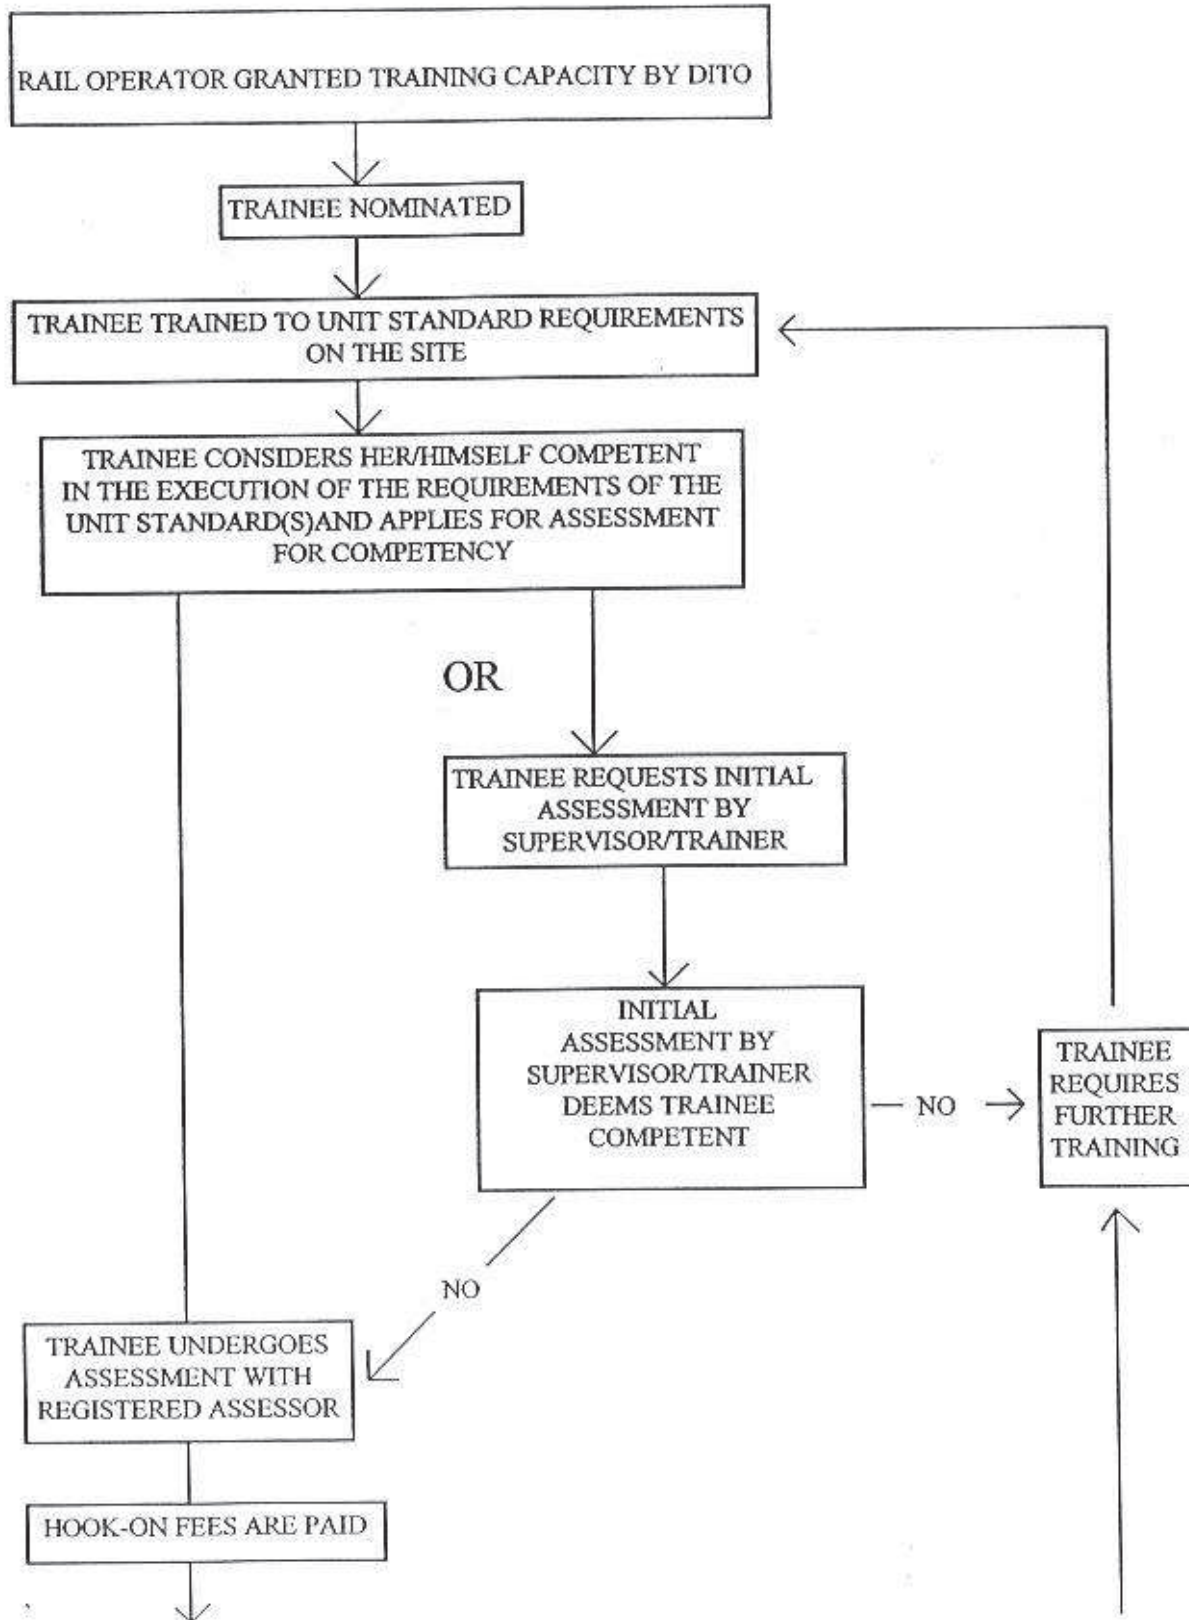 RAIL OPERATOR GRANTED TRAINING CAPACITY BY DITO
TRAINEE NOMINATED
TRAINEE TRAINED TO UNIT STANDARD REQUIREMENTS
ON THE SITE
TRAINEE CONSIDERS HER/HIMSELF COMPETENT
IN THE EXECUTION OF THE REQUIREMENTS OF THE
UNIT STANDARD(S)AND APPLIES FOR ASSESSMENT
FOR COMPETENCY
OR
TRAINEE REQUESTS INITIAL
ASSESSMENT BY
SUPERVISOR/TRAINER
INITIAL
ASSESSMENT BY
SUPERVISOR/TRAINER
DEEMS TRAINEE
COMPETENT
NO
TRAINEE
REQUIRES
FURTHER
TRAINING
NO
TRAINEE UNDERGOES
ASSESSMENT WITH
REGISTERED ASSESSOR
HOOK-ON FEES ARE PAID